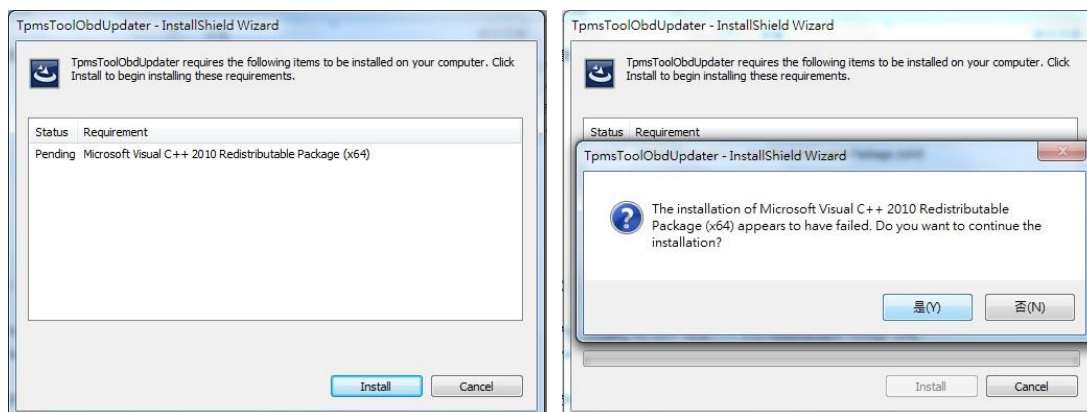 TpmsToolObdUpdater - InstallShield Wizard
TpmsToolObdUpdater requires the following items to be installed on your computer. Click
Install to begin installing these requirements.
Status Requirement
Pending Microsoft Visual C++ 2010 Redistributable Package (x64)
Install Cancel
TpmsToolObdUpdater - InstallShield Wizard
TpmsToolObdUpdater requires the following items to be installed on your computer. Click
Install to begin installing these requirements.
Status Requirement
TpmsToolObdUpdater - InstallShield Wizard
The installation of Microsoft Visual C++ 2010 Redistributable
Package (x64) appears to have failed. Do you want to continue the
installation?
是(Y) 否(N)
Install Cancel